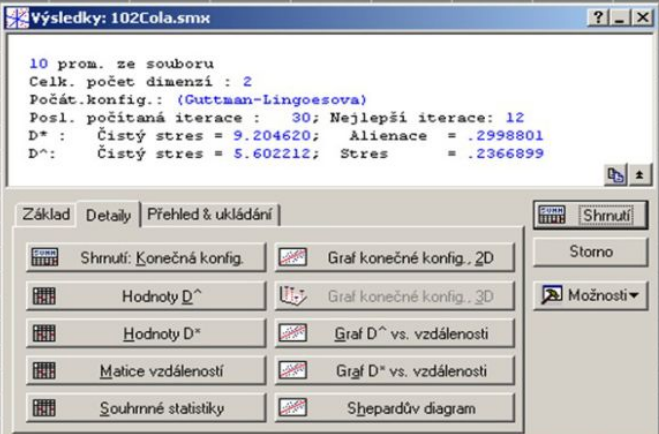 Výsledky: 102Cola.smx
10 prom. ze souboru
Celk. počet dimenzí : 2
Počát.konfig.: (Guttman-Lingoesova)
Posl. počítaná iterace : 30; Nejlepší iterace: 12
D* : Čistý stres = 9.204620; Alienace = .2998801
D^: Čistý stres = 5.602212; Stres = .2366899
Základ Detaily Přehled & ukládání
Shrnutí: Konečná konfig. Graf konečné konfig., 2D
Hodnoty D^ Graf konečné konfig., 3D
Hodnoty D* Graf D^ vs. vzdálenosti
Matice vzdáleností Graf D* vs. vzdálenosti
Souhrnné statistiky Shepardův diagram
SUMM Shrnutí
Storno
Možnosti